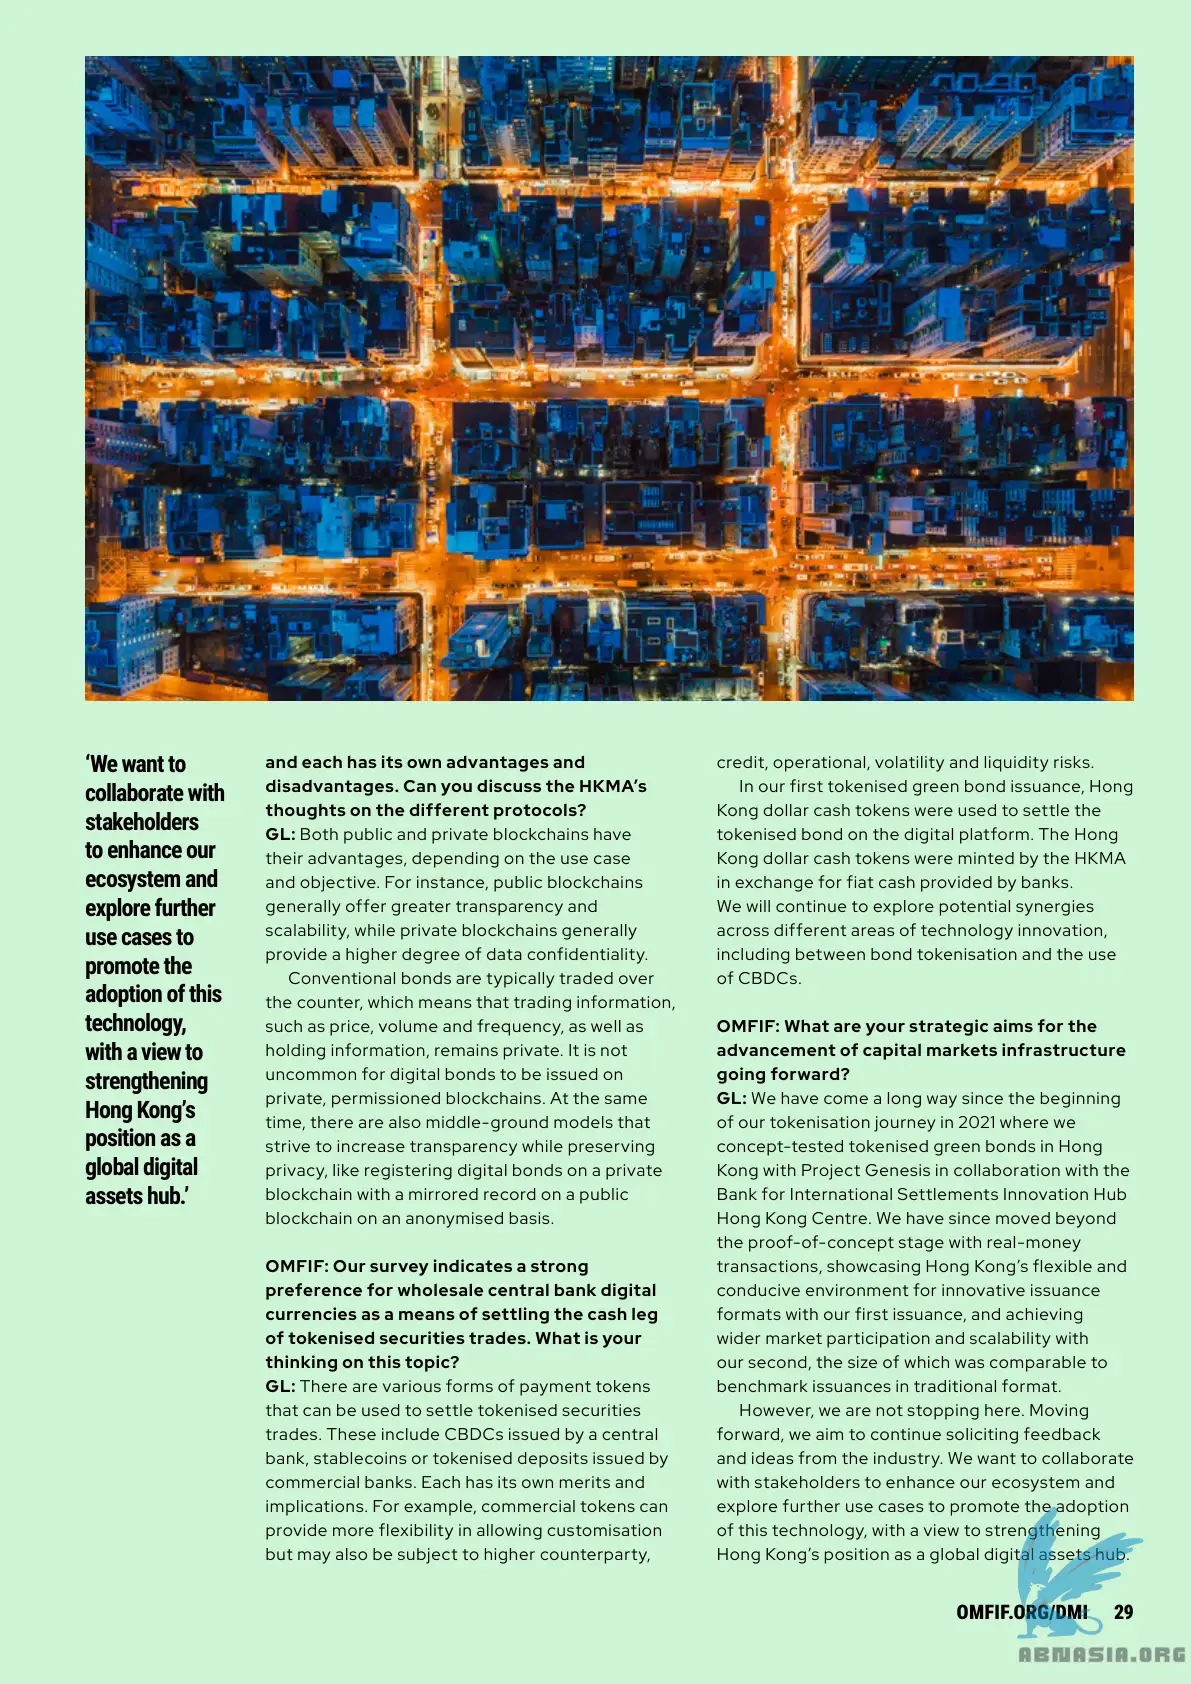 ‘We want to
collaborate with
stakeholders
to enhance our
ecosystem and
explore further
use cases to
promote the
adoption of this
technology,
with a view to
strengthening
Hong Kong’s
position as a
global digital
assets hub.’
and each has its own advantages and
disadvantages. Can you discuss the HKMA’s
thoughts on the different protocols?
GL: Both public and private blockchains have
their advantages, depending on the use case
and objective. For instance, public blockchains
generally offer greater transparency and
scalability, while private blockchains generally
provide a higher degree of data confidentiality.
Conventional bonds are typically traded over
the counter, which means that trading information,
such as price, volume and frequency, as well as
holding information, remains private. It is not
uncommon for digital bonds to be issued on
private, permissioned blockchains. At the same
time, there are also middle-ground models that
strive to increase transparency while preserving
privacy, like registering digital bonds on a private
blockchain with a mirrored record on a public
blockchain on an anonymised basis.
OMFIF: Our survey indicates a strong
preference for wholesale central bank digital
currencies as a means of settling the cash leg
of tokenised securities trades. What is your
thinking on this topic?
GL: There are various forms of payment tokens
that can be used to settle tokenised securities
trades. These include CBDCs issued by a central
bank, stablecoins or tokenised deposits issued by
commercial banks. Each has its own merits and
implications. For example, commercial tokens can
provide more flexibility in allowing customisation
but may also be subject to higher counterparty,
credit, operational, volatility and liquidity risks.
In our first tokenised green bond issuance, Hong
Kong dollar cash tokens were used to settle the
tokenised bond on the digital platform. The Hong
Kong dollar cash tokens were minted by the HKMA
in exchange for fiat cash provided by banks.
We will continue to explore potential synergies
across different areas of technology innovation,
including between bond tokenisation and the use
of CBDCs.
OMFIF: What are your strategic aims for the
advancement of capital markets infrastructure
going forward?
GL: We have come a long way since the beginning
of our tokenisation journey in 2021 where we
concept-tested tokenised green bonds in Hong
Kong with Project Genesis in collaboration with the
Bank for International Settlements Innovation Hub
Hong Kong Centre. We have since moved beyond
the proof-of-concept stage with real-money
transactions, showcasing Hong Kong’s flexible and
conducive environment for innovative issuance
formats with our first issuance, and achieving
wider market participation and scalability with
our second, the size of which was comparable to
benchmark issuances in traditional format.
However, we are not stopping here. Moving
forward, we aim to continue soliciting feedback
and ideas from the industry. We want to collaborate
with stakeholders to enhance our ecosystem and
explore further use cases to promote the adoption
of this technology, with a view to strengthening
Hong Kong’s position as a global digital assets hub.
OMFIF.ORG/DMI 29
ABNASIA.ORG